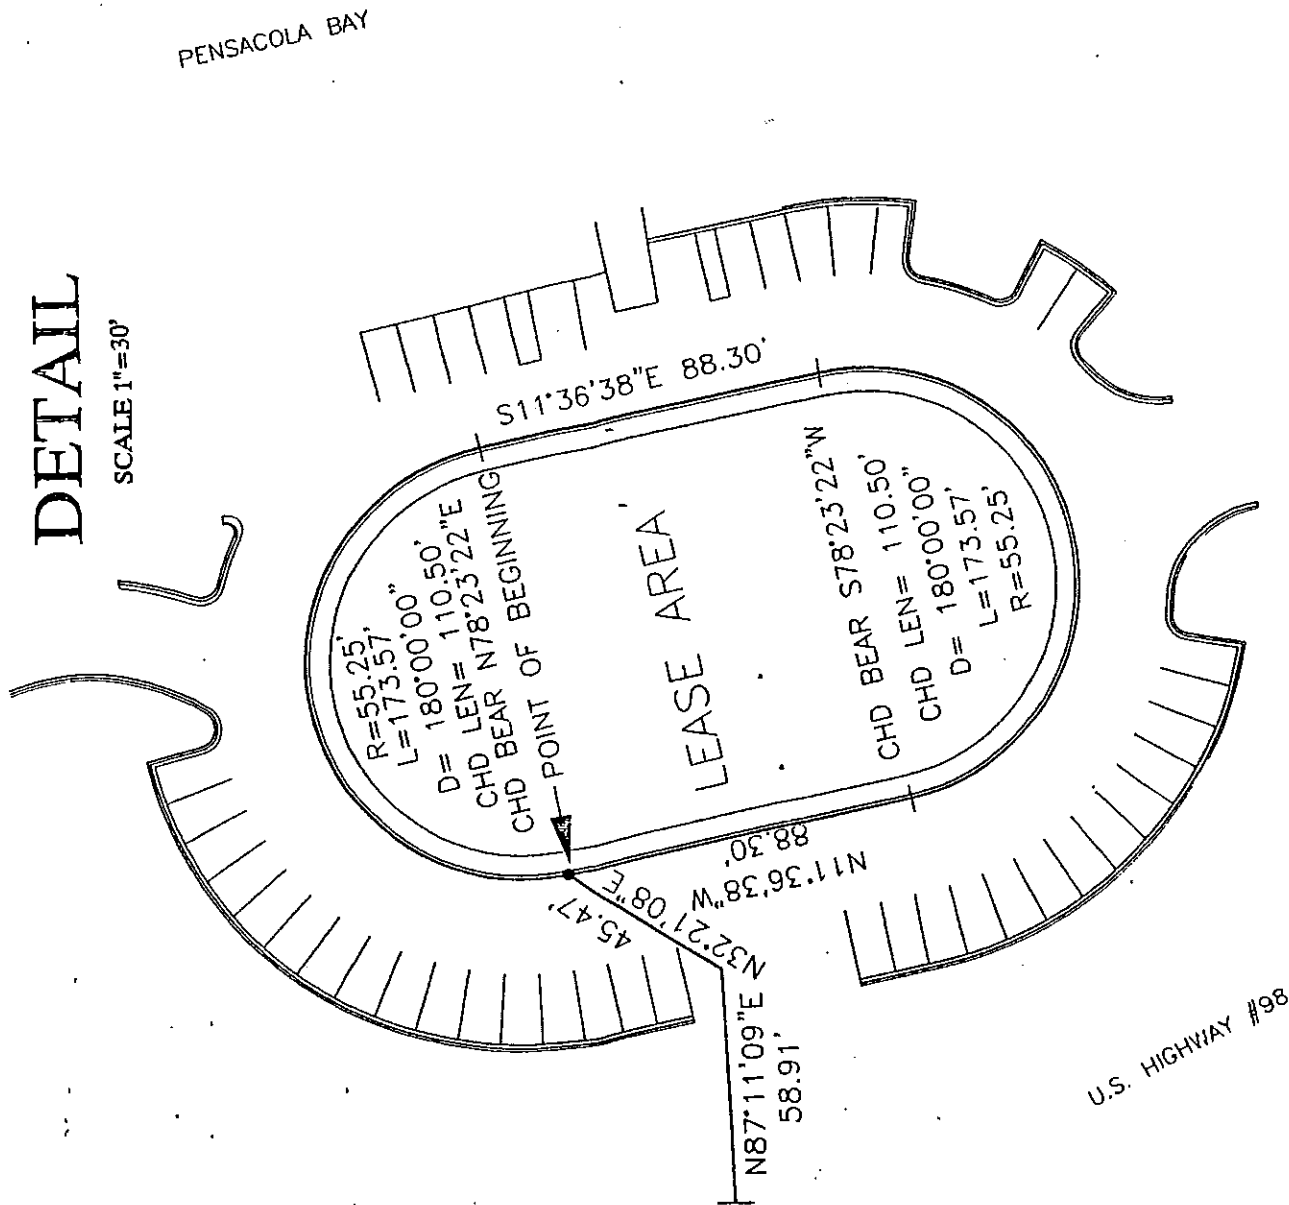 PENSACOLA BAY
DETAIL
SCALE 1"=30'
S11°36'38"E 88.30'
R=55.25'
L=173.57'
D= 180°00'00"
CHD LEN= 110.50'
CHD BEAR N78°23'22"E
POINT OF BEGINNING
LEASE AREA
CHD BEAR S78°23'22"W
CHD LEN= 110.50'
D= 180°00'00"
L=173.57'
R=55.25'
N11°36'38"W
88.30'
N32°21'08"E
45.47'
N87°11'09"E
58.91'
U.S. HIGHWAY #98